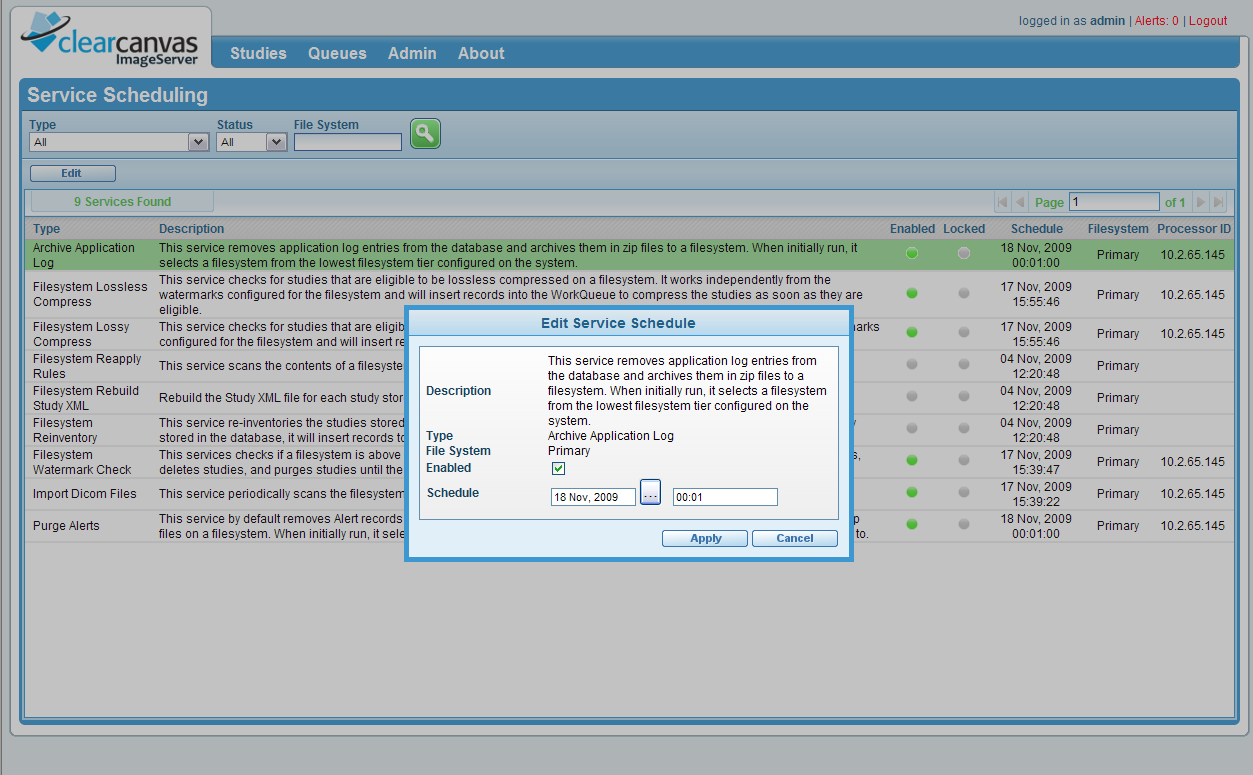 logged in as admin | Alerts: 0 | Logout
clearcanvas
ImageServer
Studies Queues Admin About
Service Scheduling
Type Status File System
All All
Edit
9 Services Found
Page 1 of 1
Type Description Enabled Locked Schedule Filesystem Processor ID
Archive Application Log
This service removes application log entries from the database and archives them in zip files to a filesystem. When initially run, it
selects a filesystem from the lowest filesystem tier configured on the system.
18 Nov, 2009
00:01:00
Primary 10.2.65.145
Filesystem Lossless
Compress
This service checks for studies that are eligible to be lossless compressed on a filesystem. It works independently from the
watermarks configured for the filesystem and will insert records into the WorkQueue to compress the studies as soon as they are
eligible.
17 Nov, 2009
15:55:46
Primary 10.2.65.145
Filesystem Lossy
Compress
This service checks for studies that are
configured for the filesystem and will insert
17 Nov, 2009
15:55:46
Primary 10.2.65.145
Filesystem Reapply
Rules
This service scans the contents of a
04 Nov, 2009
12:20:48
Primary
Filesystem Rebuild
Study XML
Rebuild the Study XML file for each study
04 Nov, 2009
12:20:48
Primary
Filesystem
Reinventory
This service re-inventories the studies stored
stored in the database, it will insert records to
04 Nov, 2009
12:20:48
Primary
Filesystem
Watermark Check
This services checks if a filesystem is above
deletes studies, and purges studies until the
17 Nov, 2009
15:39:47
Primary 10.2.65.145
Import Dicom Files
This service periodically scans the filesystem
17 Nov, 2009
15:39:22
Primary 10.2.65.145
Purge Alerts
This service by default removes Alert records
files on a filesystem. When initially run, it
to.
18 Nov, 2009
00:01:00
Primary 10.2.65.145
Edit Service Schedule
Description
This service removes application log entries from
the database and archives them in zip files to a
filesystem. When initially run, it selects a filesystem
from the lowest filesystem tier configured on the
system.
Type Archive Application Log
File System Primary
Enabled
Schedule 18 Nov, 2009 ... 00:01
Apply Cancel